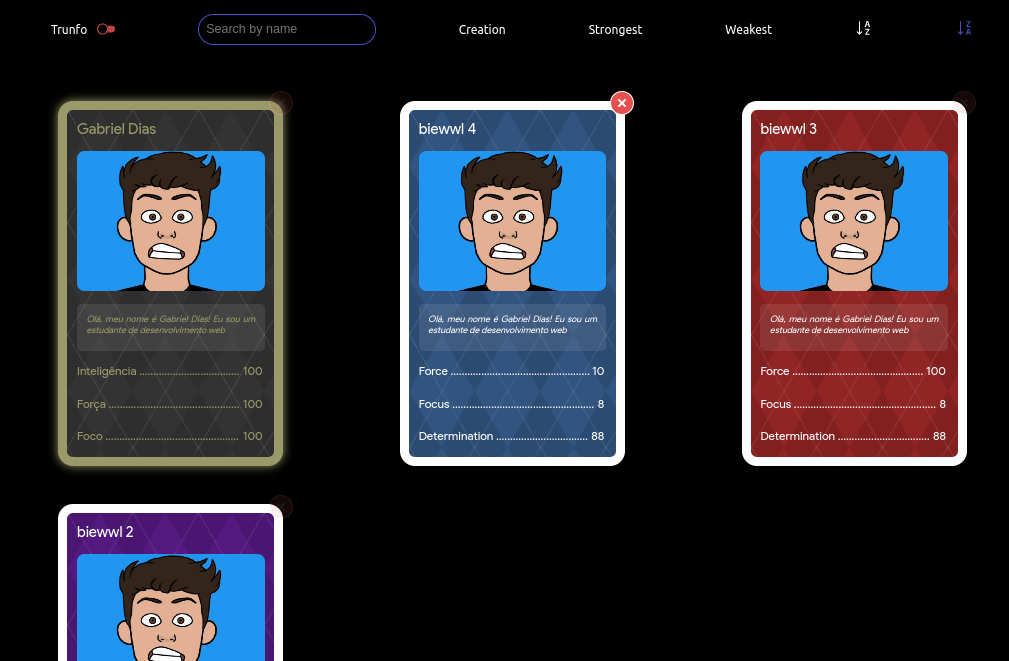 Trunfo
Search by name
Creation
Strongest
Weakest
A
Z
Z
A
Gabriel Dias
Olá, meu nome é Gabriel Dias! Eu sou um
estudante de desenvolvimento web
Inteligência ................................. 100
Força ............................................ 100
Foco ............................................. 100
biewwl 4
Olá, meu nome é Gabriel Dias! Eu sou um
estudante de desenvolvimento web
Force .............................................. 10
Focus ............................................... 8
Determination .............................. 88
biewwl 3
Olá, meu nome é Gabriel Dias! Eu sou um
estudante de desenvolvimento web
Force ............................................ 100
Focus ............................................... 8
Determination .............................. 88
biewwl 2